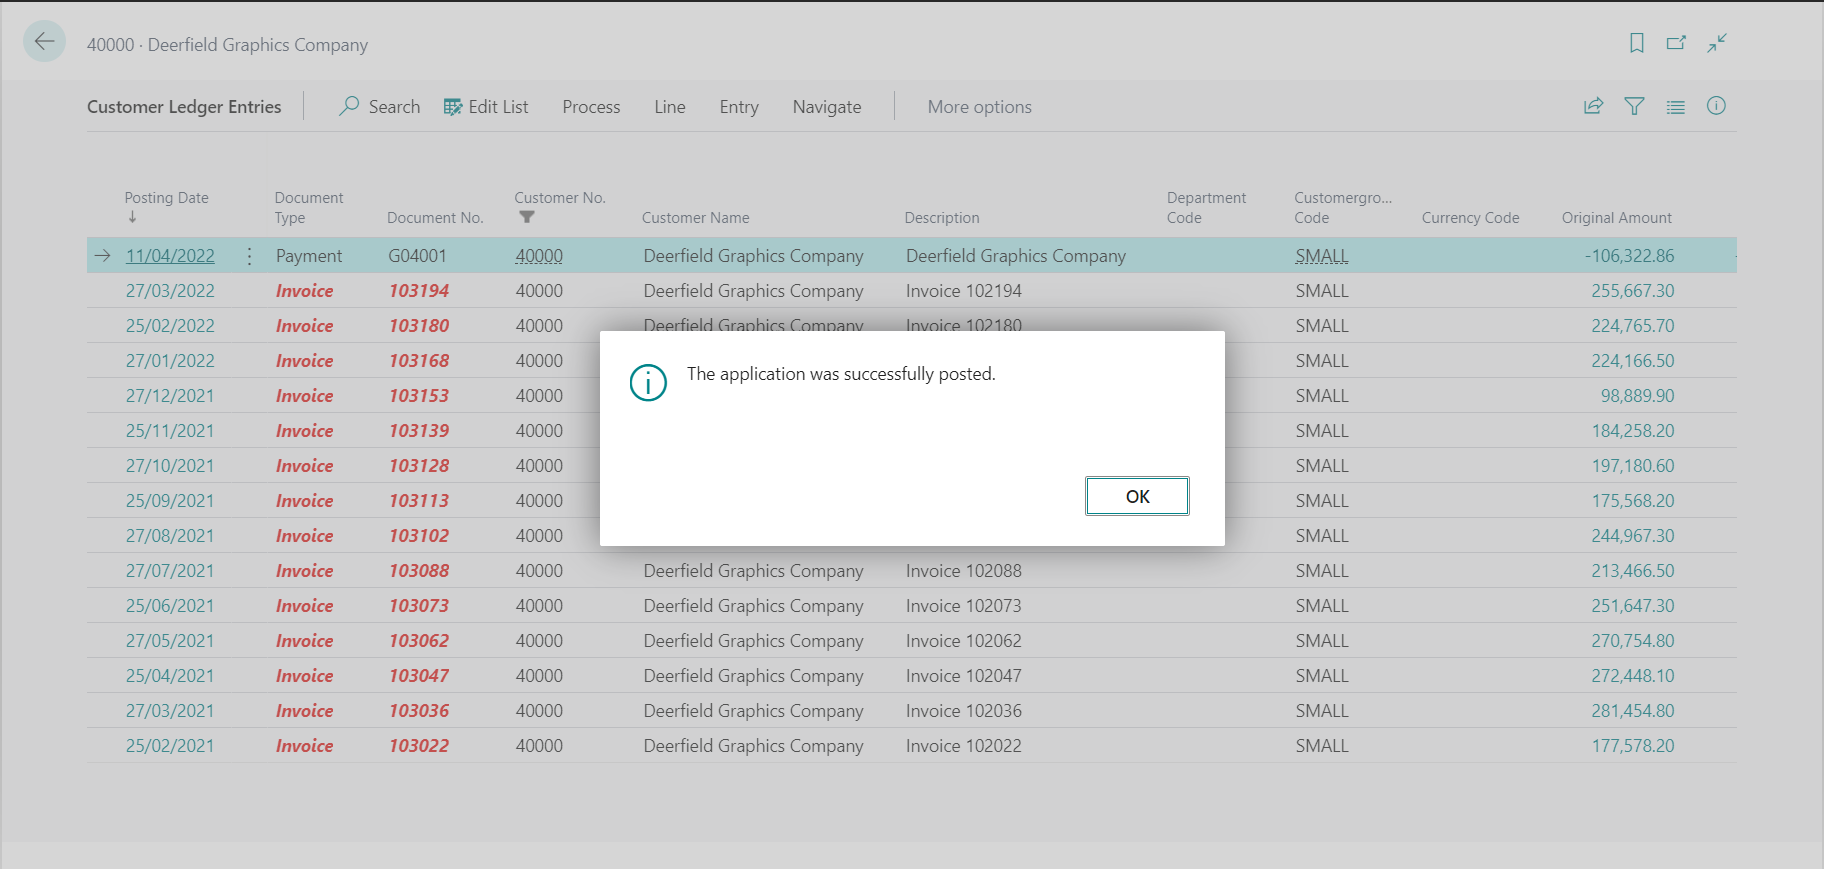 40000 · Deerfield Graphics Company
Customer Ledger Entries Search Edit List Process Line Entry Navigate More options
Posting Date Document Type Document No. Customer No. Customer Name Description Department Code Customergro... Code Currency Code Original Amount
11/04/2022 Payment G04001 40000 Deerfield Graphics Company Deerfield Graphics Company SMALL -106,322.86
27/03/2022 Invoice 103194 40000 Deerfield Graphics Company Invoice 102194 SMALL 255,667.30
25/02/2022 Invoice 103180 40000 Deerfield Graphics Company Invoice 102180 SMALL 224,765.70
27/01/2022 Invoice 103168 40000 SMALL 224,166.50
27/12/2021 Invoice 103153 40000 SMALL 98,889.90
25/11/2021 Invoice 103139 40000 SMALL 184,258.20
27/10/2021 Invoice 103128 40000 SMALL 197,180.60
25/09/2021 Invoice 103113 40000 SMALL 175,568.20
27/08/2021 Invoice 103102 40000 SMALL 244,967.30
27/07/2021 Invoice 103088 40000 Deerfield Graphics Company Invoice 102088 SMALL 213,466.50
25/06/2021 Invoice 103073 40000 Deerfield Graphics Company Invoice 102073 SMALL 251,647.30
27/05/2021 Invoice 103062 40000 Deerfield Graphics Company Invoice 102062 SMALL 270,754.80
25/04/2021 Invoice 103047 40000 Deerfield Graphics Company Invoice 102047 SMALL 272,448.10
27/03/2021 Invoice 103036 40000 Deerfield Graphics Company Invoice 102036 SMALL 281,454.80
25/02/2021 Invoice 103022 40000 Deerfield Graphics Company Invoice 102022 SMALL 177,578.20
The application was successfully posted.
OK